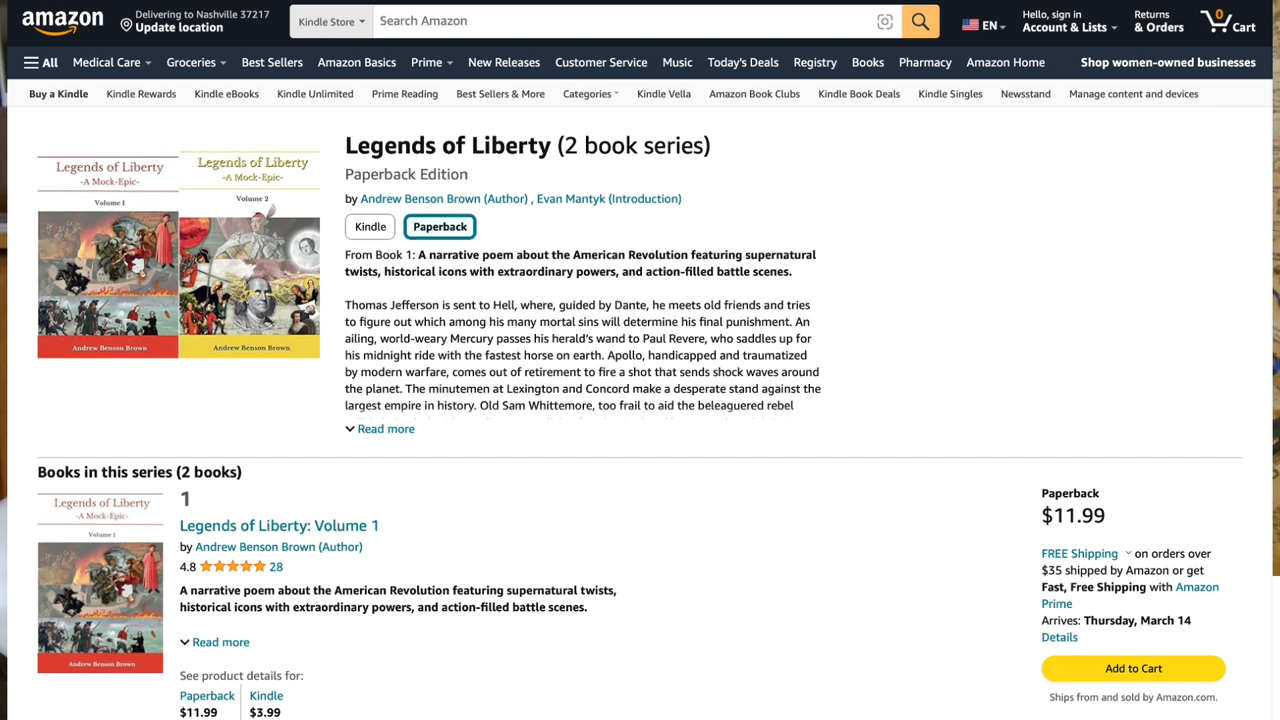 amazon
Delivering to Nashville 37217
Update location
Kindle Store
Search Amazon
EN
Hello, sign in
Account & Lists
Returns
& Orders
0
Cart
All
Medical Care
Groceries
Best Sellers
Amazon Basics
Prime
New Releases
Customer Service
Music
Today's Deals
Registry
Books
Pharmacy
Amazon Home
Shop women-owned businesses
Buy a Kindle
Kindle Rewards
Kindle eBooks
Kindle Unlimited
Prime Reading
Best Sellers & More
Categories
Kindle Vella
Amazon Book Clubs
Kindle Book Deals
Kindle Singles
Newsstand
Manage content and devices
Legends of Liberty
-A Mock-Epic-
Volume 1
Andrew Benson Brown
Legends of Liberty
-A Mock-Epic-
Volume 2
Andrew Benson Brown
Legends of Liberty (2 book series)
Paperback Edition
by Andrew Benson Brown (Author) , Evan Mantyk (Introduction)
Kindle
Paperback
From Book 1: A narrative poem about the American Revolution featuring supernatural
twists, historical icons with extraordinary powers, and action-filled battle scenes.
Thomas Jefferson is sent to Hell, where, guided by Dante, he meets old friends and tries
to figure out which among his many mortal sins will determine his final punishment. An
ailing, world-weary Mercury passes his herald's wand to Paul Revere, who saddles up for
his midnight ride with the fastest horse on earth. Apollo, handicapped and traumatized
by modern warfare, comes out of retirement to fire a shot that sends shock waves around
the planet. The minutemen at Lexington and Concord make a desperate stand against the
largest empire in history. Old Sam Whittemore, too frail to aid the beleaguered rebel
Read more
Books in this series (2 books)
Legends of Liberty
-A Mock-Epic-
Volume 1
Andrew Benson Brown
1
Legends of Liberty: Volume 1
by Andrew Benson Brown (Author)
4.8
28
A narrative poem about the American Revolution featuring supernatural twists,
historical icons with extraordinary powers, and action-filled battle scenes.
Read more
See product details for:
Paperback
$11.99
Kindle
$3.99
Paperback
$11.99
FREE Shipping on orders over
$35 shipped by Amazon or get
Fast, Free Shipping with Amazon
Prime
Arrives: Thursday, March 14
Details
Add to Cart
Ships from and sold by Amazon.com.